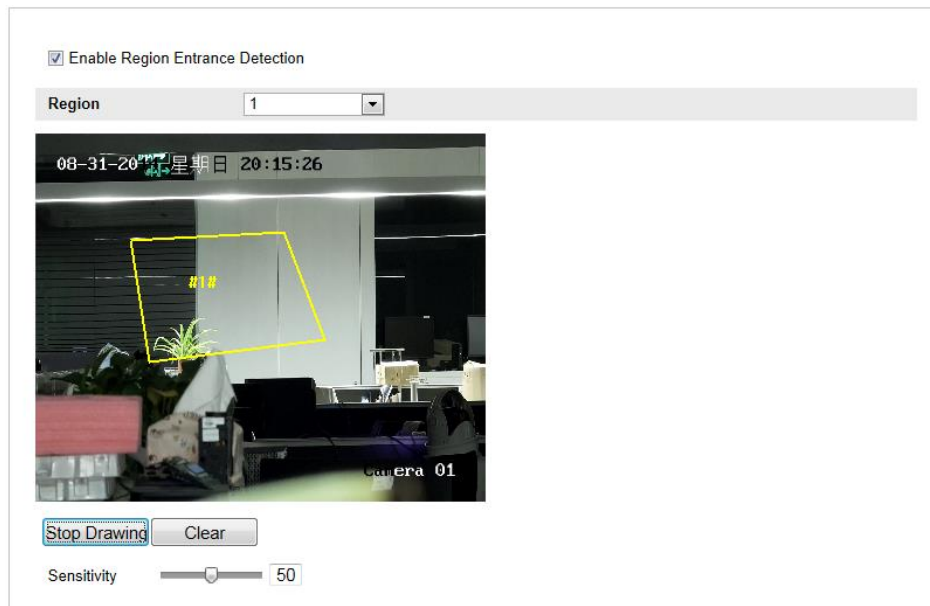 Enable Region Entrance Detection
Region 1
08-31-20 星期日 20:15:26
#1#
Camera 01
Stop Drawing Clear
Sensitivity 50